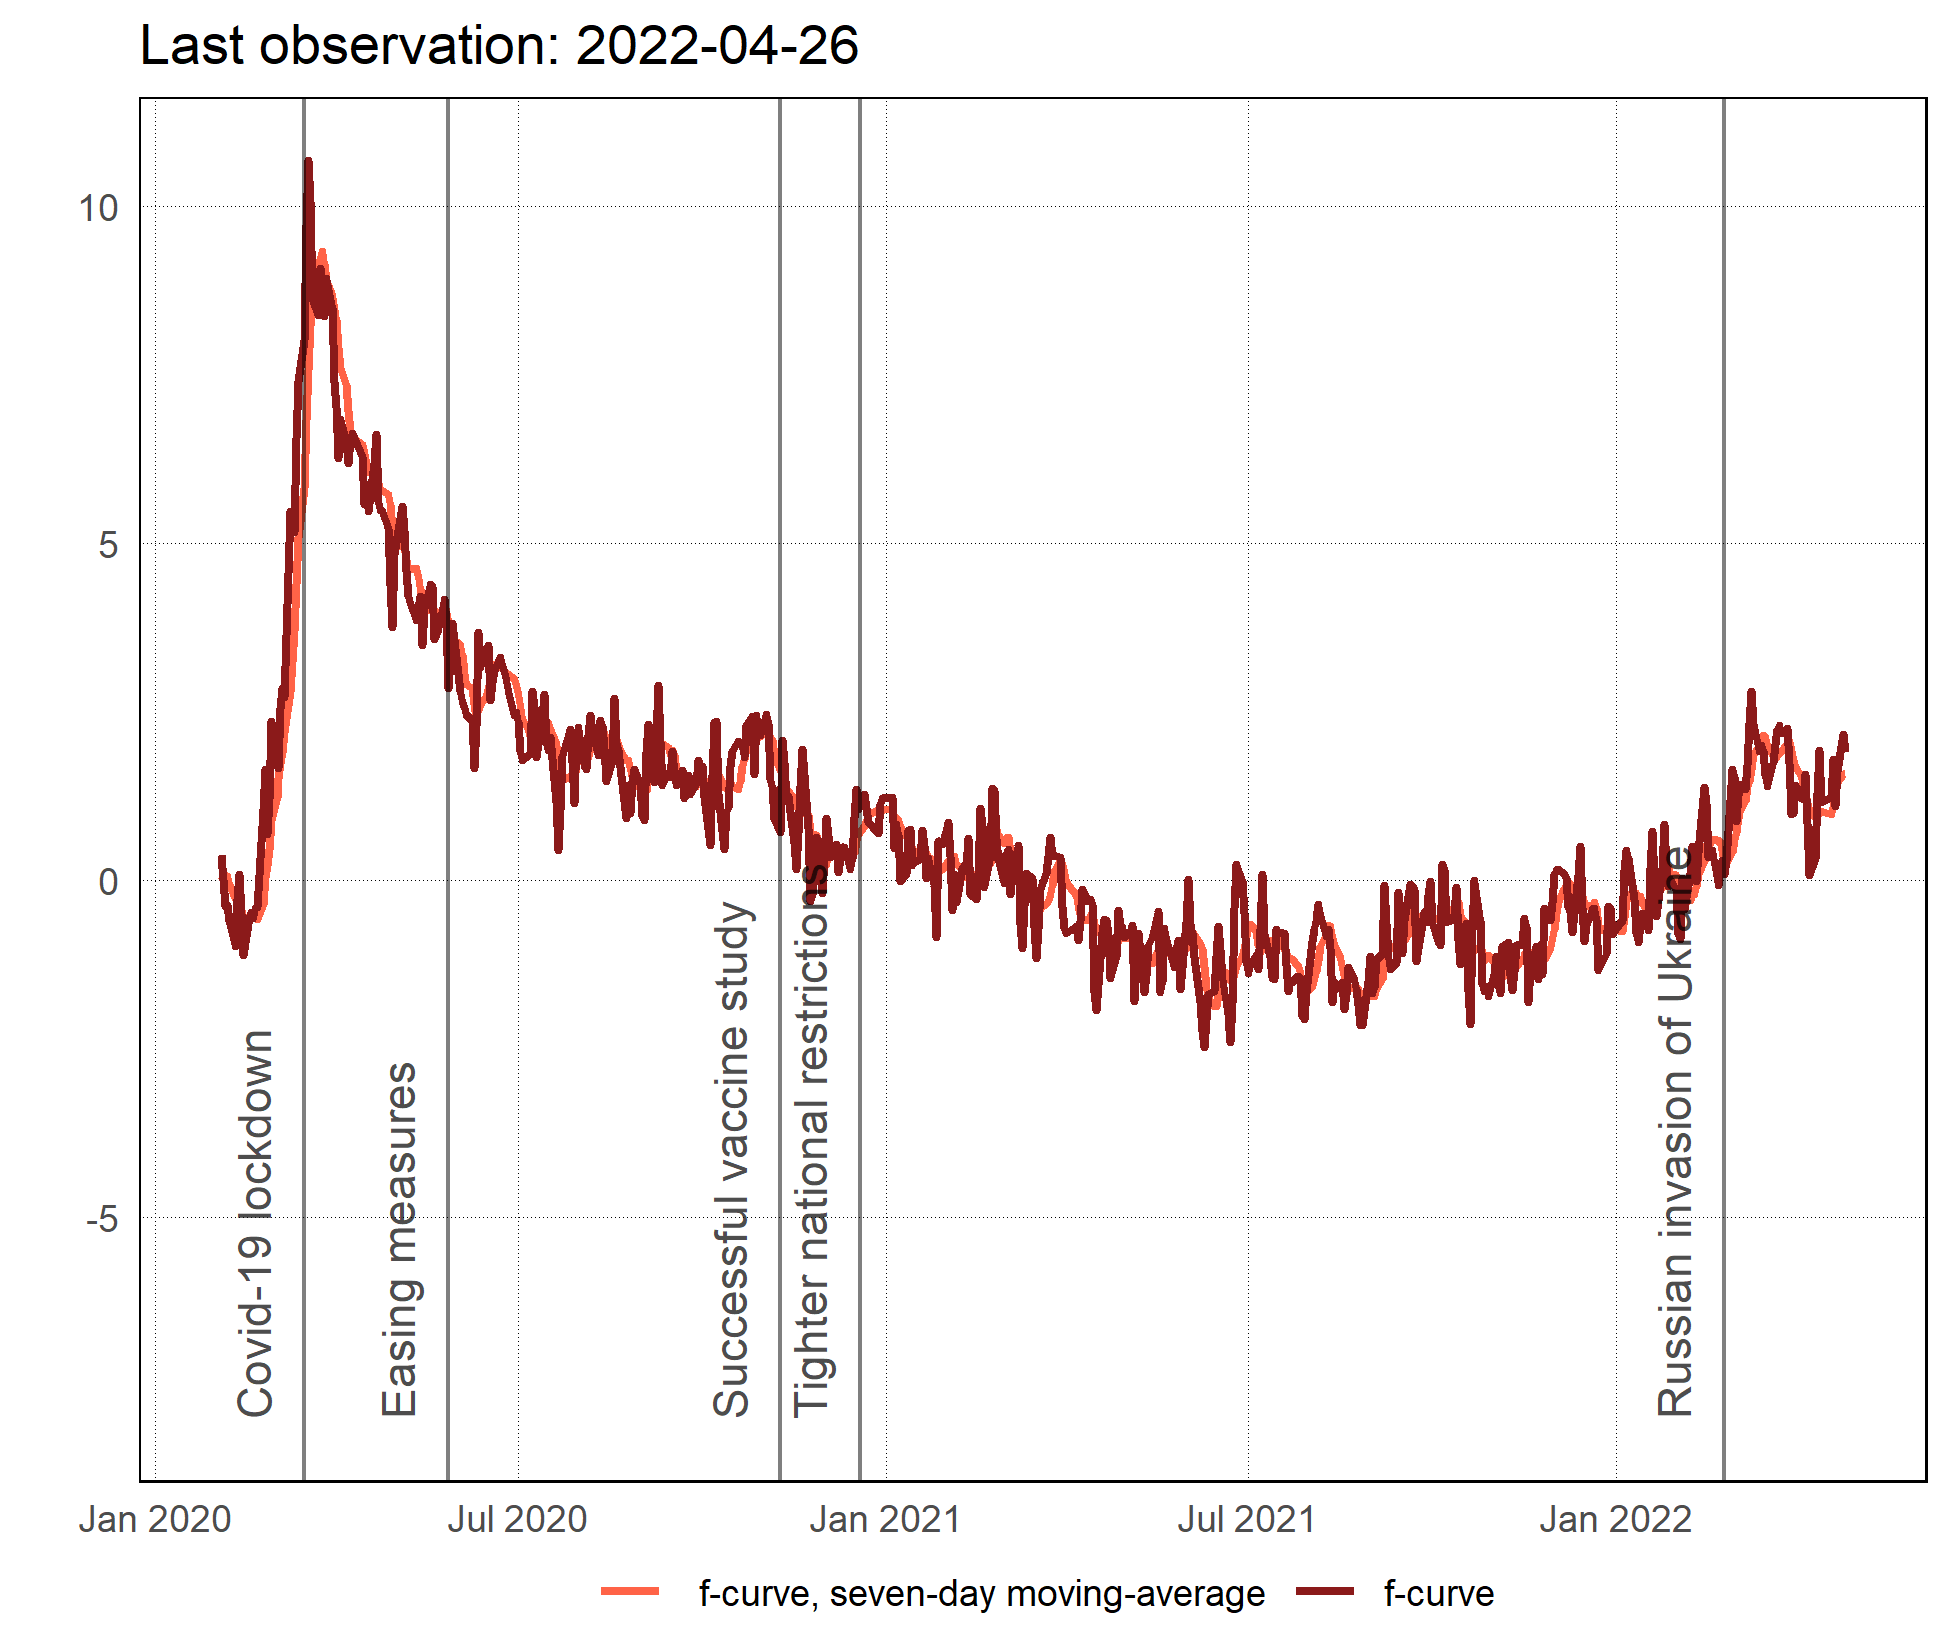 Last observation: 2022-04-26
10
5
0
-5
Covid-19 lockdown
Easing measures
Successful vaccine study
Tighter national restrictions
Russian invasion of Ukraine
Jan 2020
Jul 2020
Jan 2021
Jul 2021
Jan 2022
f-curve, seven-day moving-average
f-curve